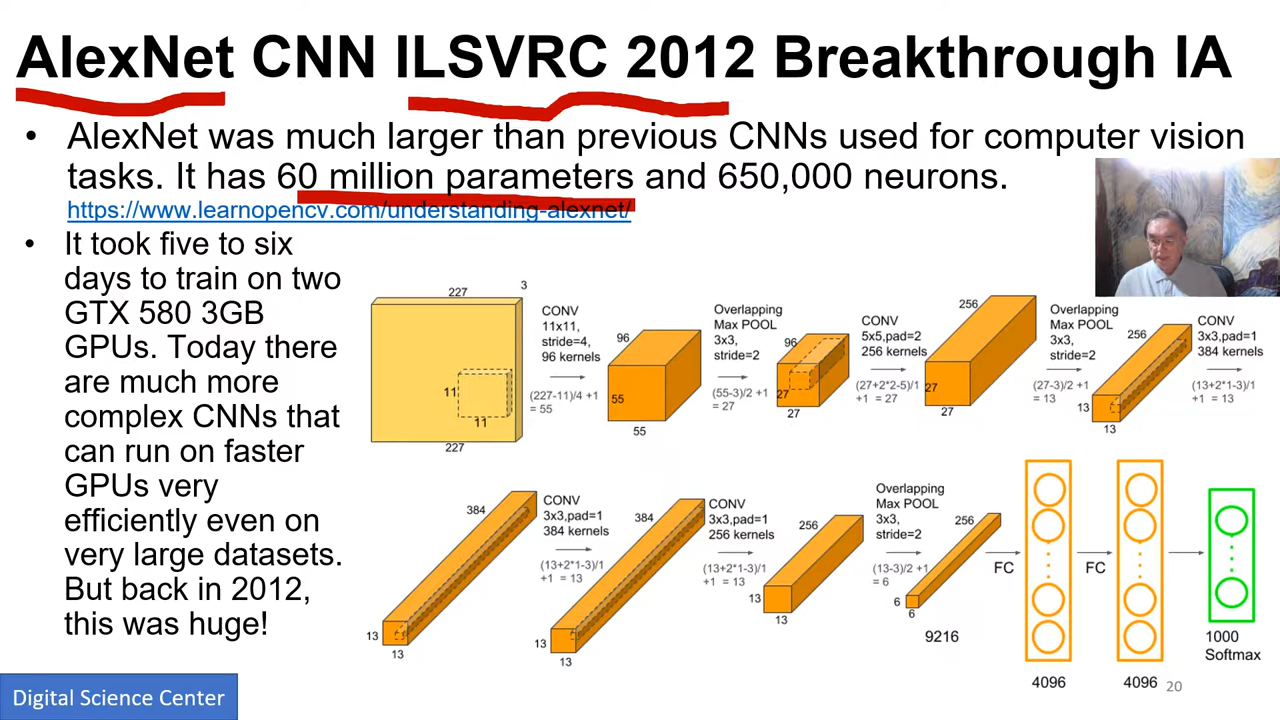 AlexNet CNN ILSVRC 2012 Breakthrough IA
• AlexNet was much larger than previous CNNs used for computer vision
tasks. It has 60 million parameters and 650,000 neurons.
https://www.learnopencv.com/understanding-alexnet/
• It took five to six
days to train on two
GTX 580 3GB
GPUs. Today there
are much more
complex CNNs that
can run on faster
GPUs very
efficiently even on
very large datasets.
But back in 2012,
this was huge!
227
3
11
11
227
CONV
11x11,
stride=4,
96 kernels
(227-11)/4 +1
= 55
96
55
55
Overlapping
Max POOL
3x3,
stride=2
(55-3)/2 +1
= 27
96
27
27
CONV
5x5,pad=2
256 kernels
(27+2*2-5)/1
+1 = 27
256
27
27
Overlapping
Max POOL
3x3,
stride=2
(27-3)/2 +1
= 13
256
13
13
CONV
3x3,pad=1
384 kernels
(13+2*1-3)/1
+1 = 13
384
13
13
CONV
3x3,pad=1
384 kernels
(13+2*1-3)/1
+1 = 13
384
13
13
CONV
3x3,pad=1
256 kernels
(13+2*1-3)/1
+1 = 13
256
13
13
Overlapping
Max POOL
3x3,
stride=2
(13-3)/2 +1
= 6
256
6
6
9216
FC
4096
FC
4096
1000
Softmax
20
Digital Science Center